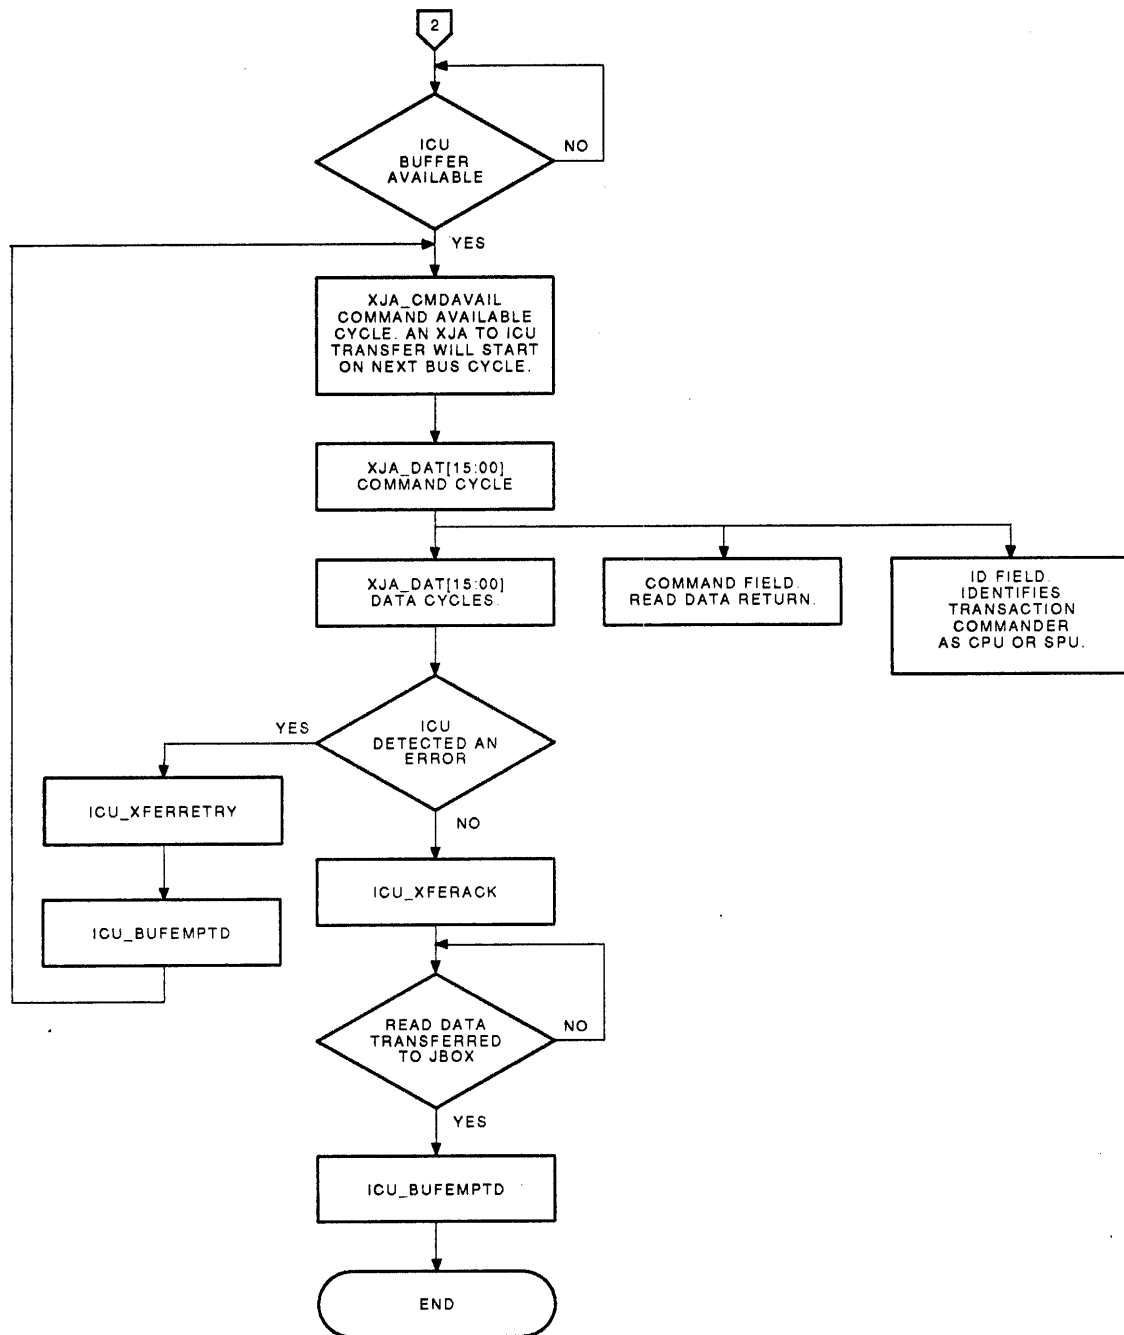 2
ICU
BUFFER
AVAILABLE
NO
YES
XJA_CMDAVAIL
COMMAND AVAILABLE
CYCLE. AN XJA TO ICU
TRANSFER WILL START
ON NEXT BUS CYCLE.
XJA_DAT[15:00]
COMMAND CYCLE
XJA_DAT[15:00]
DATA CYCLES.
COMMAND FIELD.
READ DATA RETURN.
ID FIELD.
IDENTIFIES
TRANSACTION
COMMANDER
AS CPU OR SPU.
ICU
DETECTED AN
ERROR
YES
NO
ICU_XFERRETRY
ICU_BUFEMPTD
ICU_XFERACK
READ DATA
TRANSFERRED
TO JBOX
NO
YES
ICU_BUFEMPTD
END